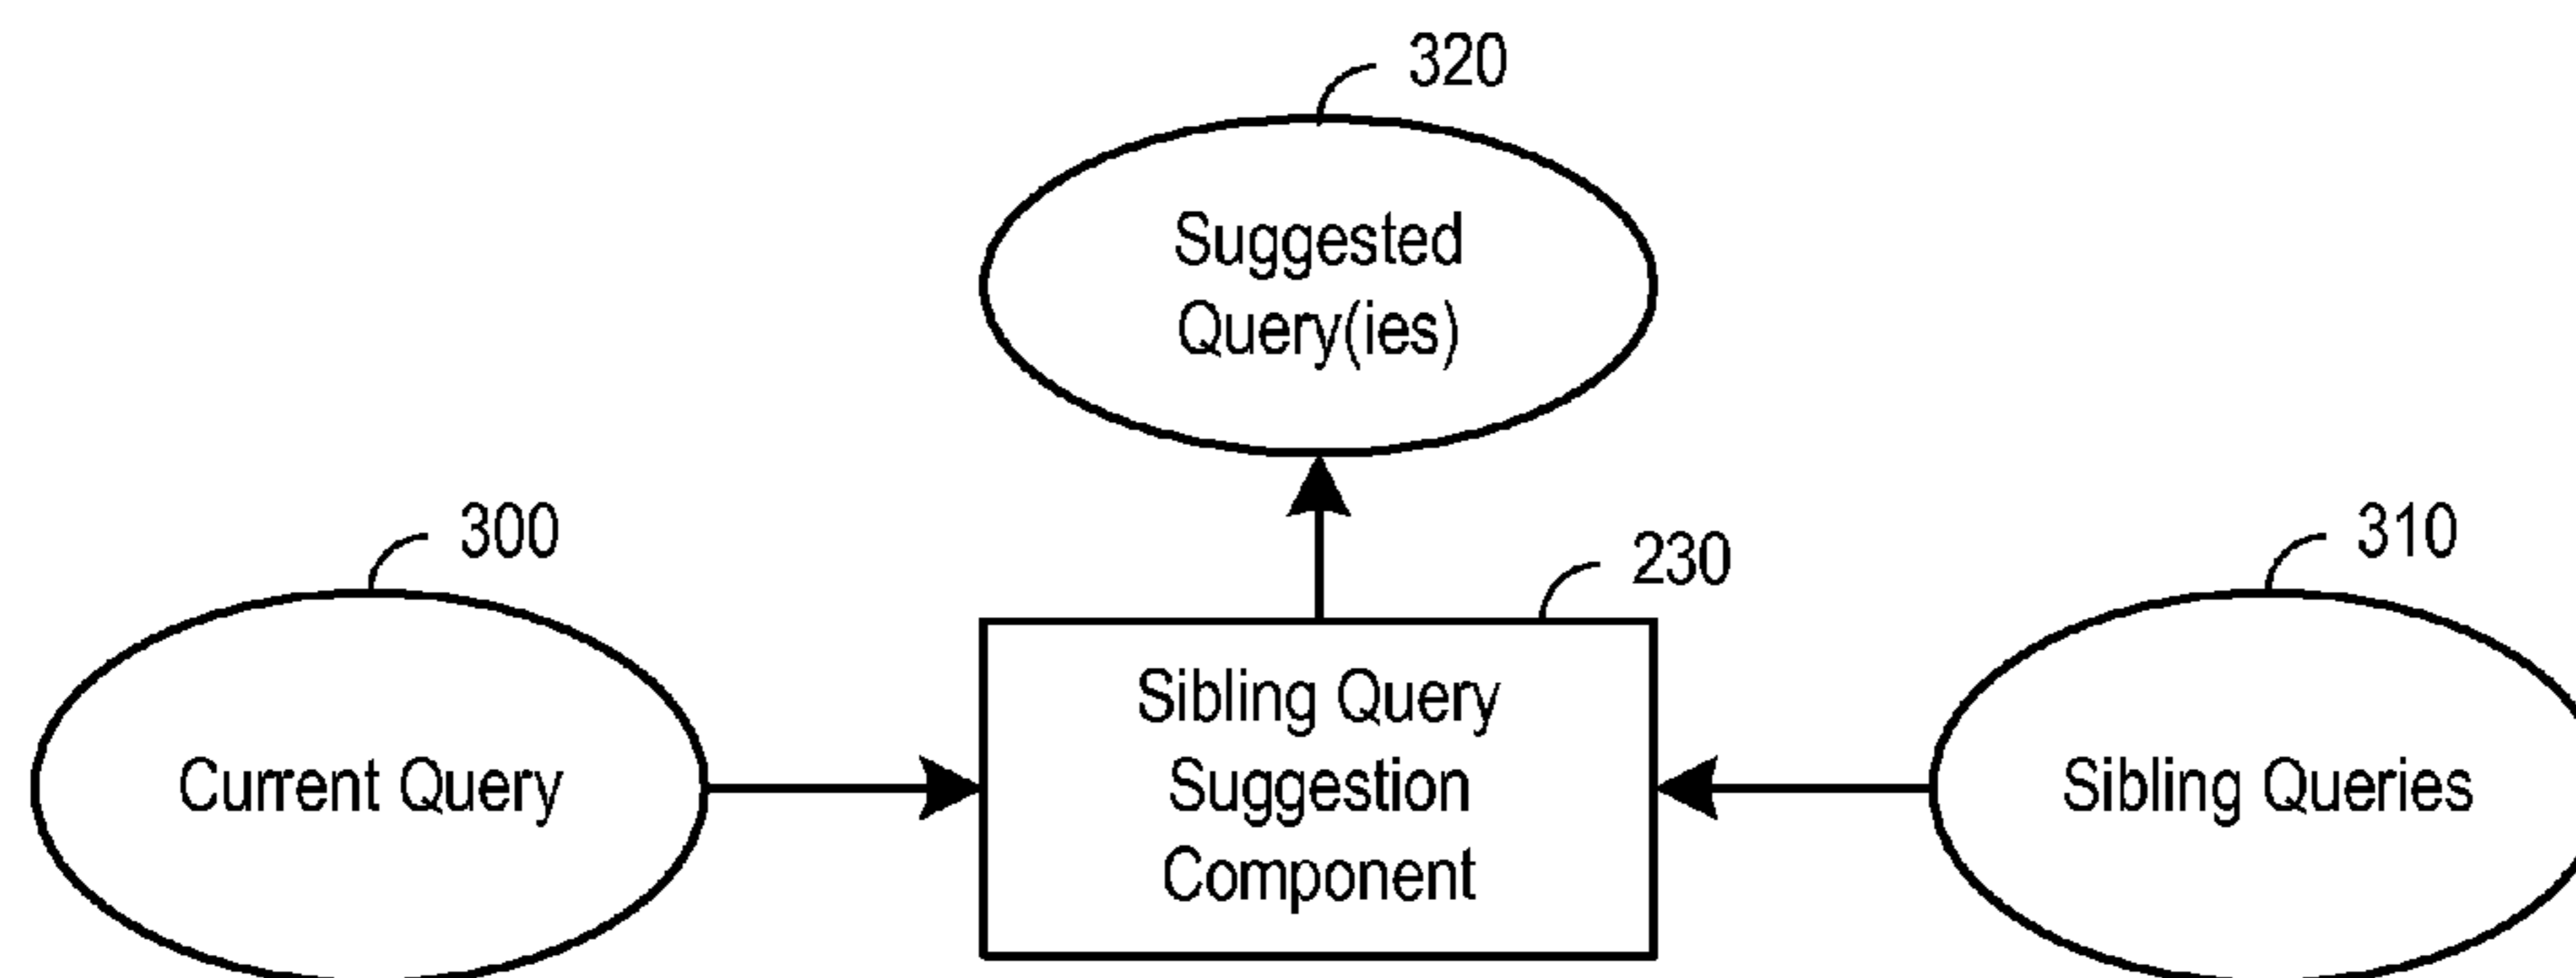 320
Suggested
Query(ies)
300
310
230
Sibling Query
Suggestion
Component
Current Query
Sibling Queries